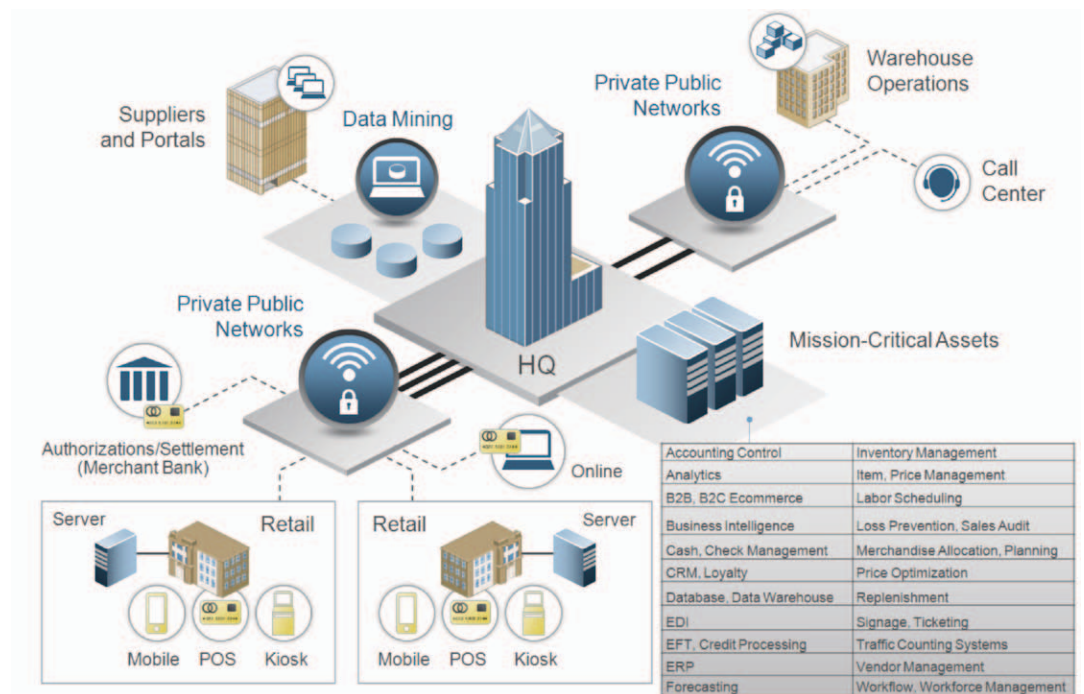 Suppliers
and Portals
Data Mining
Private Public
Networks
Warehouse
Operations
Call
Center
Private Public
Networks
HQ
Mission-Critical Assets
Authorizations/Settlement
(Merchant Bank)
Online
Server
Retail
Mobile
POS
Kiosk
Retail
Server
Mobile
POS
Kiosk
Accounting Control
Inventory Management
Analytics
Item, Price Management
B2B, B2C Ecommerce
Labor Scheduling
Business Intelligence
Loss Prevention, Sales Audit
Cash, Check Management
Merchandise Allocation, Planning
CRM, Loyalty
Price Optimization
Database, Data Warehouse
Replenishment
EDI
Signage, Ticketing
EFT, Credit Processing
Traffic Counting Systems
ERP
Vendor Management
Forecasting
Workflow, Workforce Management